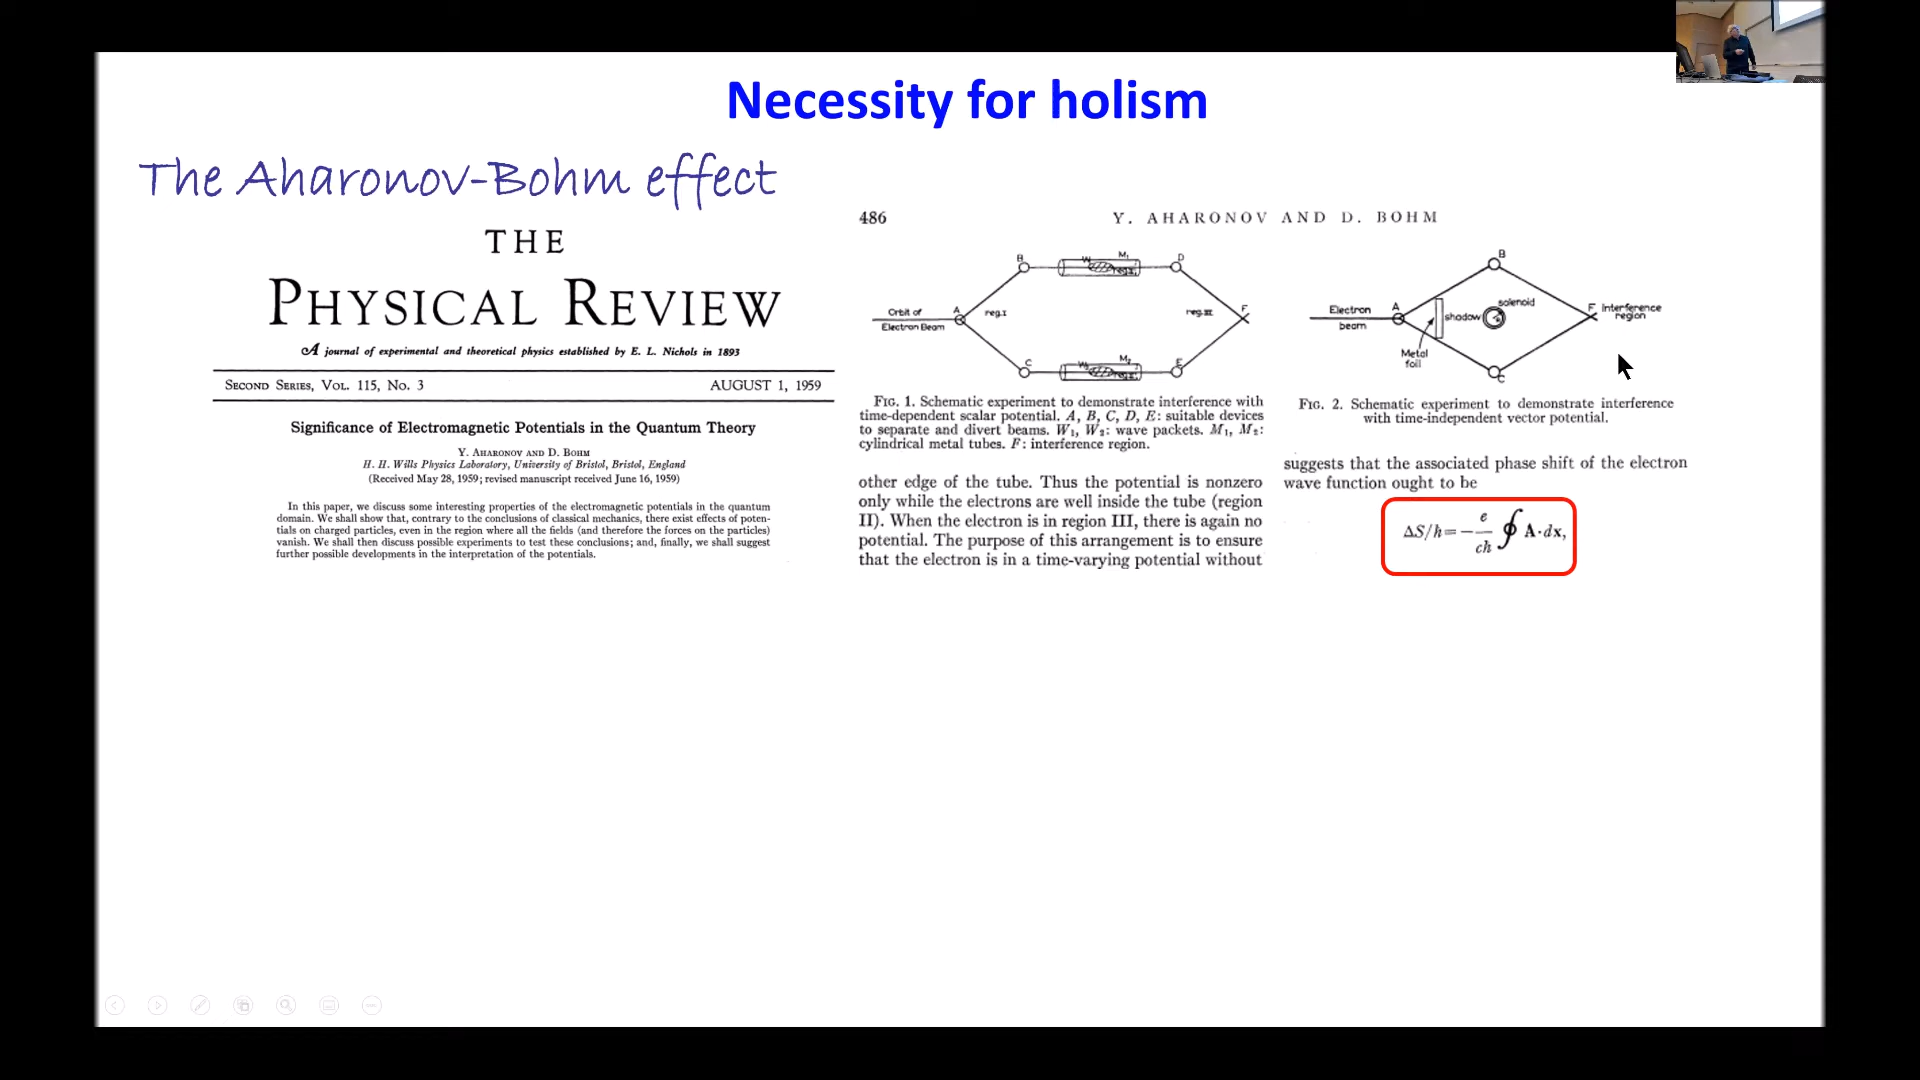 Necessity for holism
The Aharonov-Bohm effect
THE
PHYSICAL REVIEW
A journal of experimental and theoretical physics established by E. L. Nichols in 1893
SECOND SERIES, VOL. 115, NO. 3 AUGUST 1, 1959
Significance of Electromagnetic Potentials in the Quantum Theory
Y. AHARONOV AND D. BOHM
H. H. Wills Physics Laboratory, University of Bristol, Bristol, England
(Received May 28, 1959; revised manuscript received June 16, 1959)
In this paper, we discuss some interesting properties of the electromagnetic potentials in the quantum
domain. We shall show that, contrary to the conclusions of classical mechanics, there exist effects of poten-
tials on charged particles, even in the region where all the fields (and therefore the forces on the particles)
vanish. We shall then discuss possible experiments to test these conclusions; and, finally, we shall suggest
further possible developments in the interpretation of the potentials.
486 Y. AHARONOV AND D. BOHM
B M₁ D
Orbit of A reg.I reg.III F
Electron Beam
C M₂ E
FIG. 1. Schematic experiment to demonstrate interference with
time-dependent scalar potential. A, B, C, D, E: suitable devices
to separate and divert beams. W₁, W₂: wave packets. M₁, M₂:
cylindrical metal tubes. F: interference region.
other edge of the tube. Thus the potential is nonzero
only while the electrons are well inside the tube (region
II). When the electron is in region III, there is again no
potential. The purpose of this arrangement is to ensure
that the electron is in a time-varying potential without
B
Electron A solenoid F Interference
beam shadow region
Metal
foil C
FIG. 2. Schematic experiment to demonstrate interference
with time-independent vector potential.
suggests that the associated phase shift of the electron
wave function ought to be
ΔS/ħ = −e/cħ ∮ A·dx,